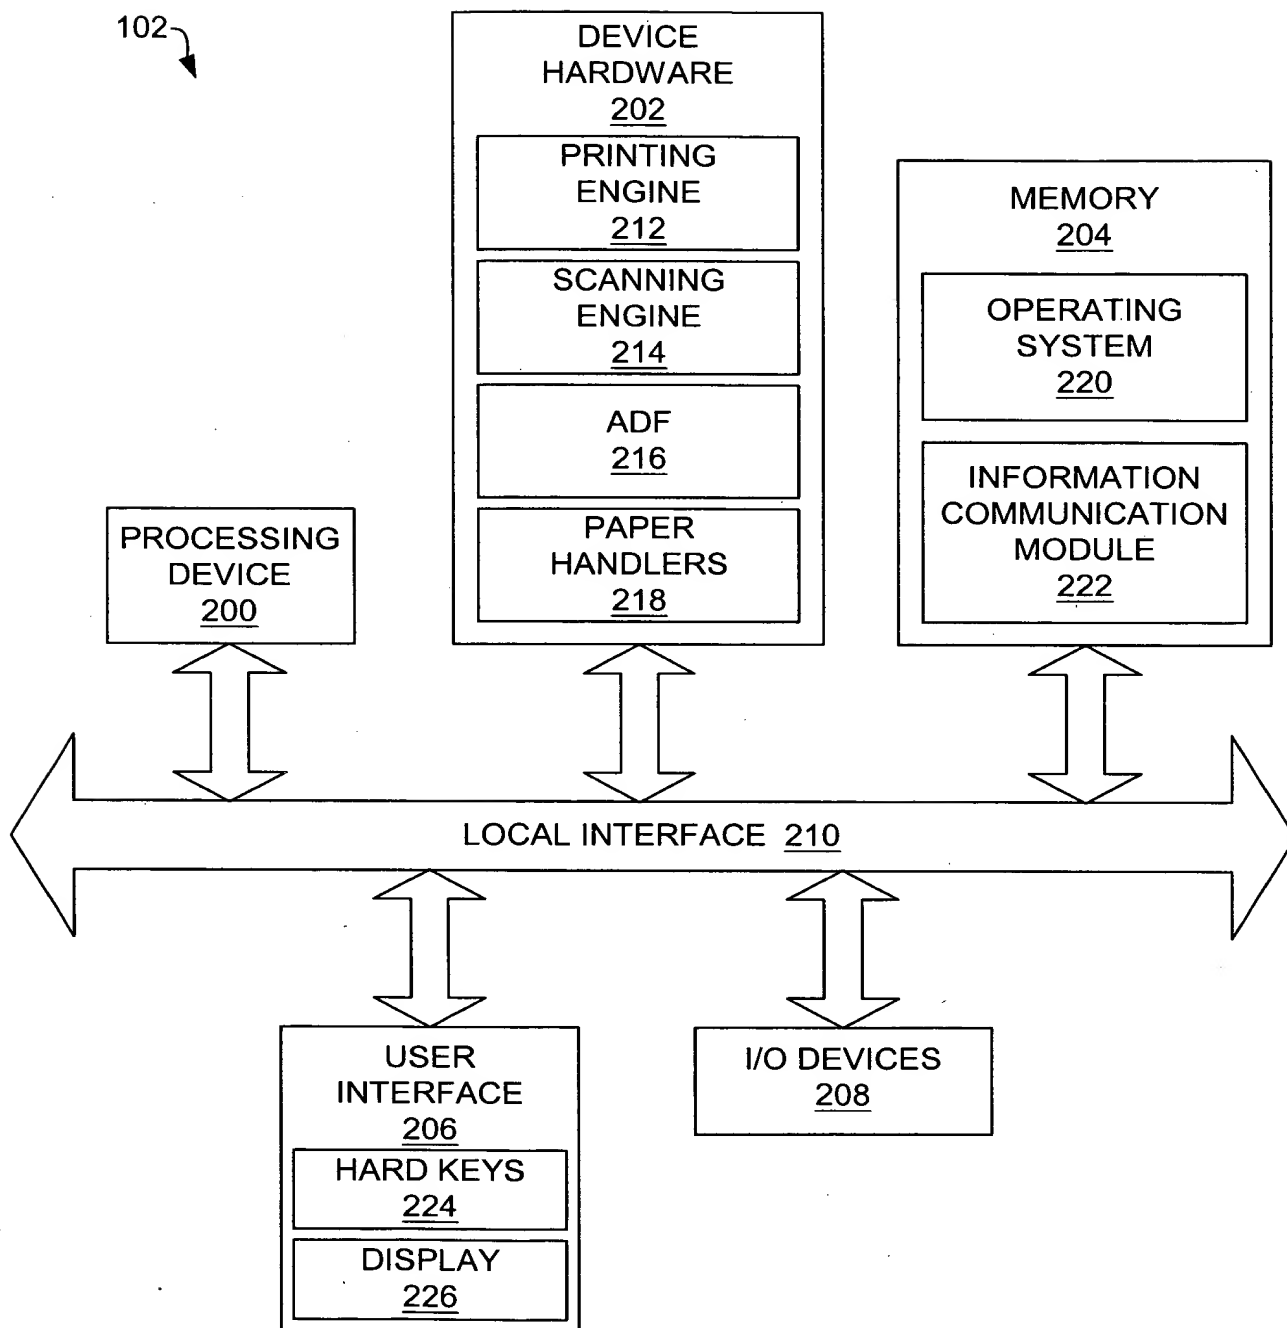 102
DEVICE
HARDWARE
202
PRINTING
ENGINE
212
SCANNING
ENGINE
214
ADF
216
PAPER
HANDLERS
218
MEMORY
204
OPERATING
SYSTEM
220
INFORMATION
COMMUNICATION
MODULE
222
PROCESSING
DEVICE
200
LOCAL INTERFACE 210
USER
INTERFACE
206
HARD KEYS
224
DISPLAY
226
I/O DEVICES
208